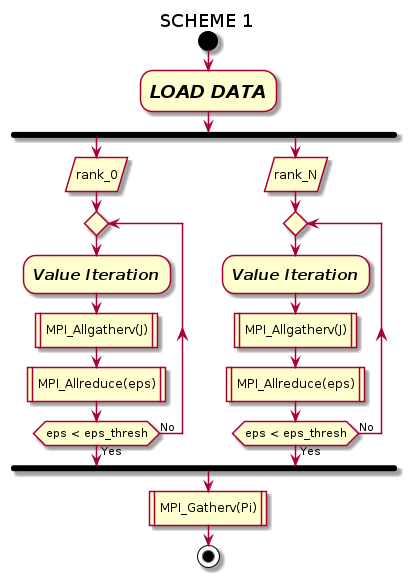 SCHEME 1
LOAD DATA
rank_0
rank_N
Value Iteration
Value Iteration
MPI_Allgatherv(J)
MPI_Allgatherv(J)
MPI_Allreduce(eps)
MPI_Allreduce(eps)
eps < eps_thresh
No
eps < eps_thresh
No
Yes
Yes
MPI_Gatherv(Pi)